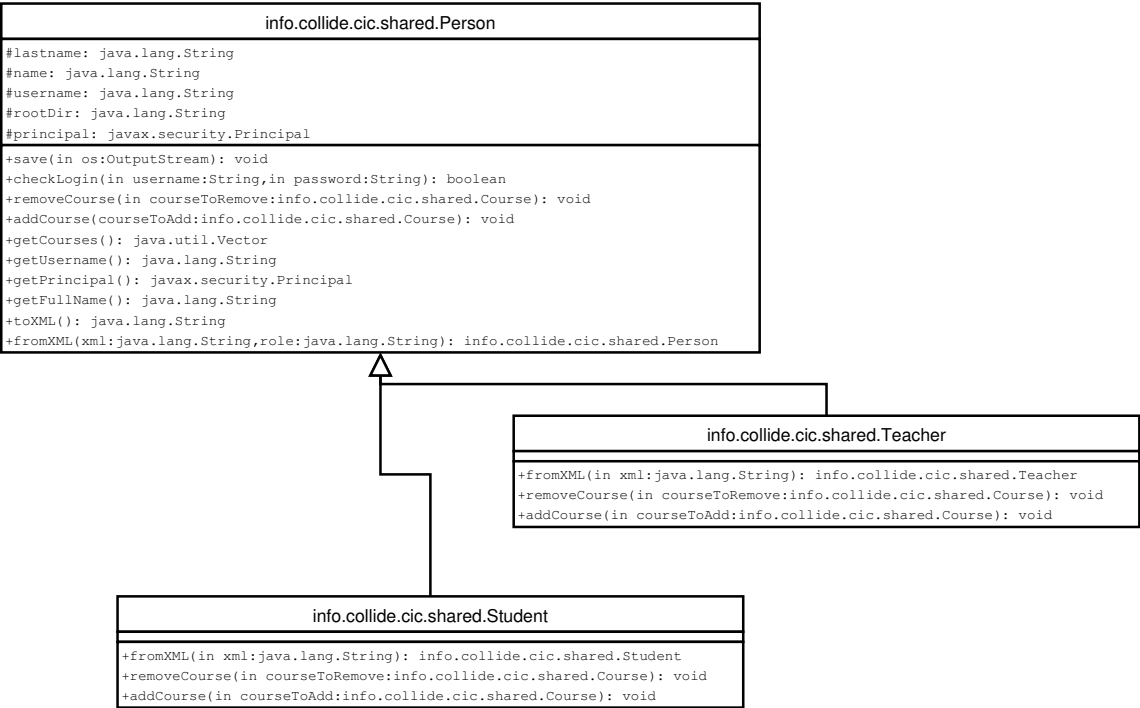 info.collide.cic.shared.Person
#lastname: java.lang.String
#name: java.lang.String
#username: java.lang.String
#rootDir: java.lang.String
#principal: javax.security.Principal
+save(in os:OutputStream): void
+checkLogin(in username:String,in password:String): boolean
+removeCourse(in courseToRemove:info.collide.cic.shared.Course): void
+addCourse(courseToAdd:info.collide.cic.shared.Course): void
+getCourses(): java.util.Vector
+getUsername(): java.lang.String
+getPrincipal(): javax.security.Principal
+getFullName(): java.lang.String
+toXML(): java.lang.String
+fromXML(xml:java.lang.String,role:java.lang.String): info.collide.cic.shared.Person
info.collide.cic.shared.Teacher
+fromXML(in xml:java.lang.String): info.collide.cic.shared.Teacher
+removeCourse(in courseToRemove:info.collide.cic.shared.Course): void
+addCourse(in courseToAdd:info.collide.cic.shared.Course): void
info.collide.cic.shared.Student
+fromXML(in xml:java.lang.String): info.collide.cic.shared.Student
+removeCourse(in courseToRemove:info.collide.cic.shared.Course): void
+addCourse(in courseToAdd:info.collide.cic.shared.Course): void